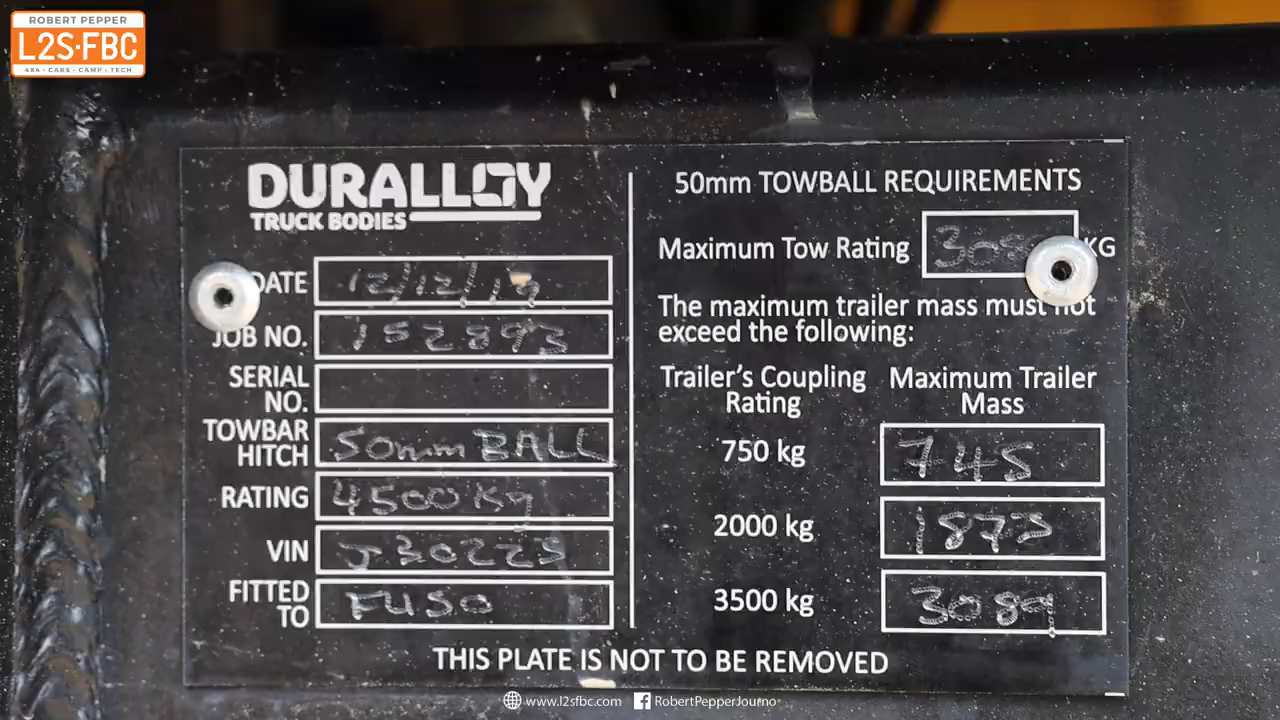 ROBERT PEPPER
L2S·FBC
4X4 · CARS · CAMP · TECH
DURALLOY
TRUCK BODIES
DATE 12/12/19
JOB NO. 152893
SERIAL NO.
TOWBAR HITCH 50mm BALL
RATING 4500 Kg
VIN J30223
FITTED TO FUSO
50mm TOWBALL REQUIREMENTS
Maximum Tow Rating 308 KG
The maximum trailer mass must not
exceed the following:
Trailer's Coupling Rating Maximum Trailer Mass
750 kg 745
2000 kg 1873
3500 kg 3089
THIS PLATE IS NOT TO BE REMOVED
www.l2sfbc.com RobertPepperJourno